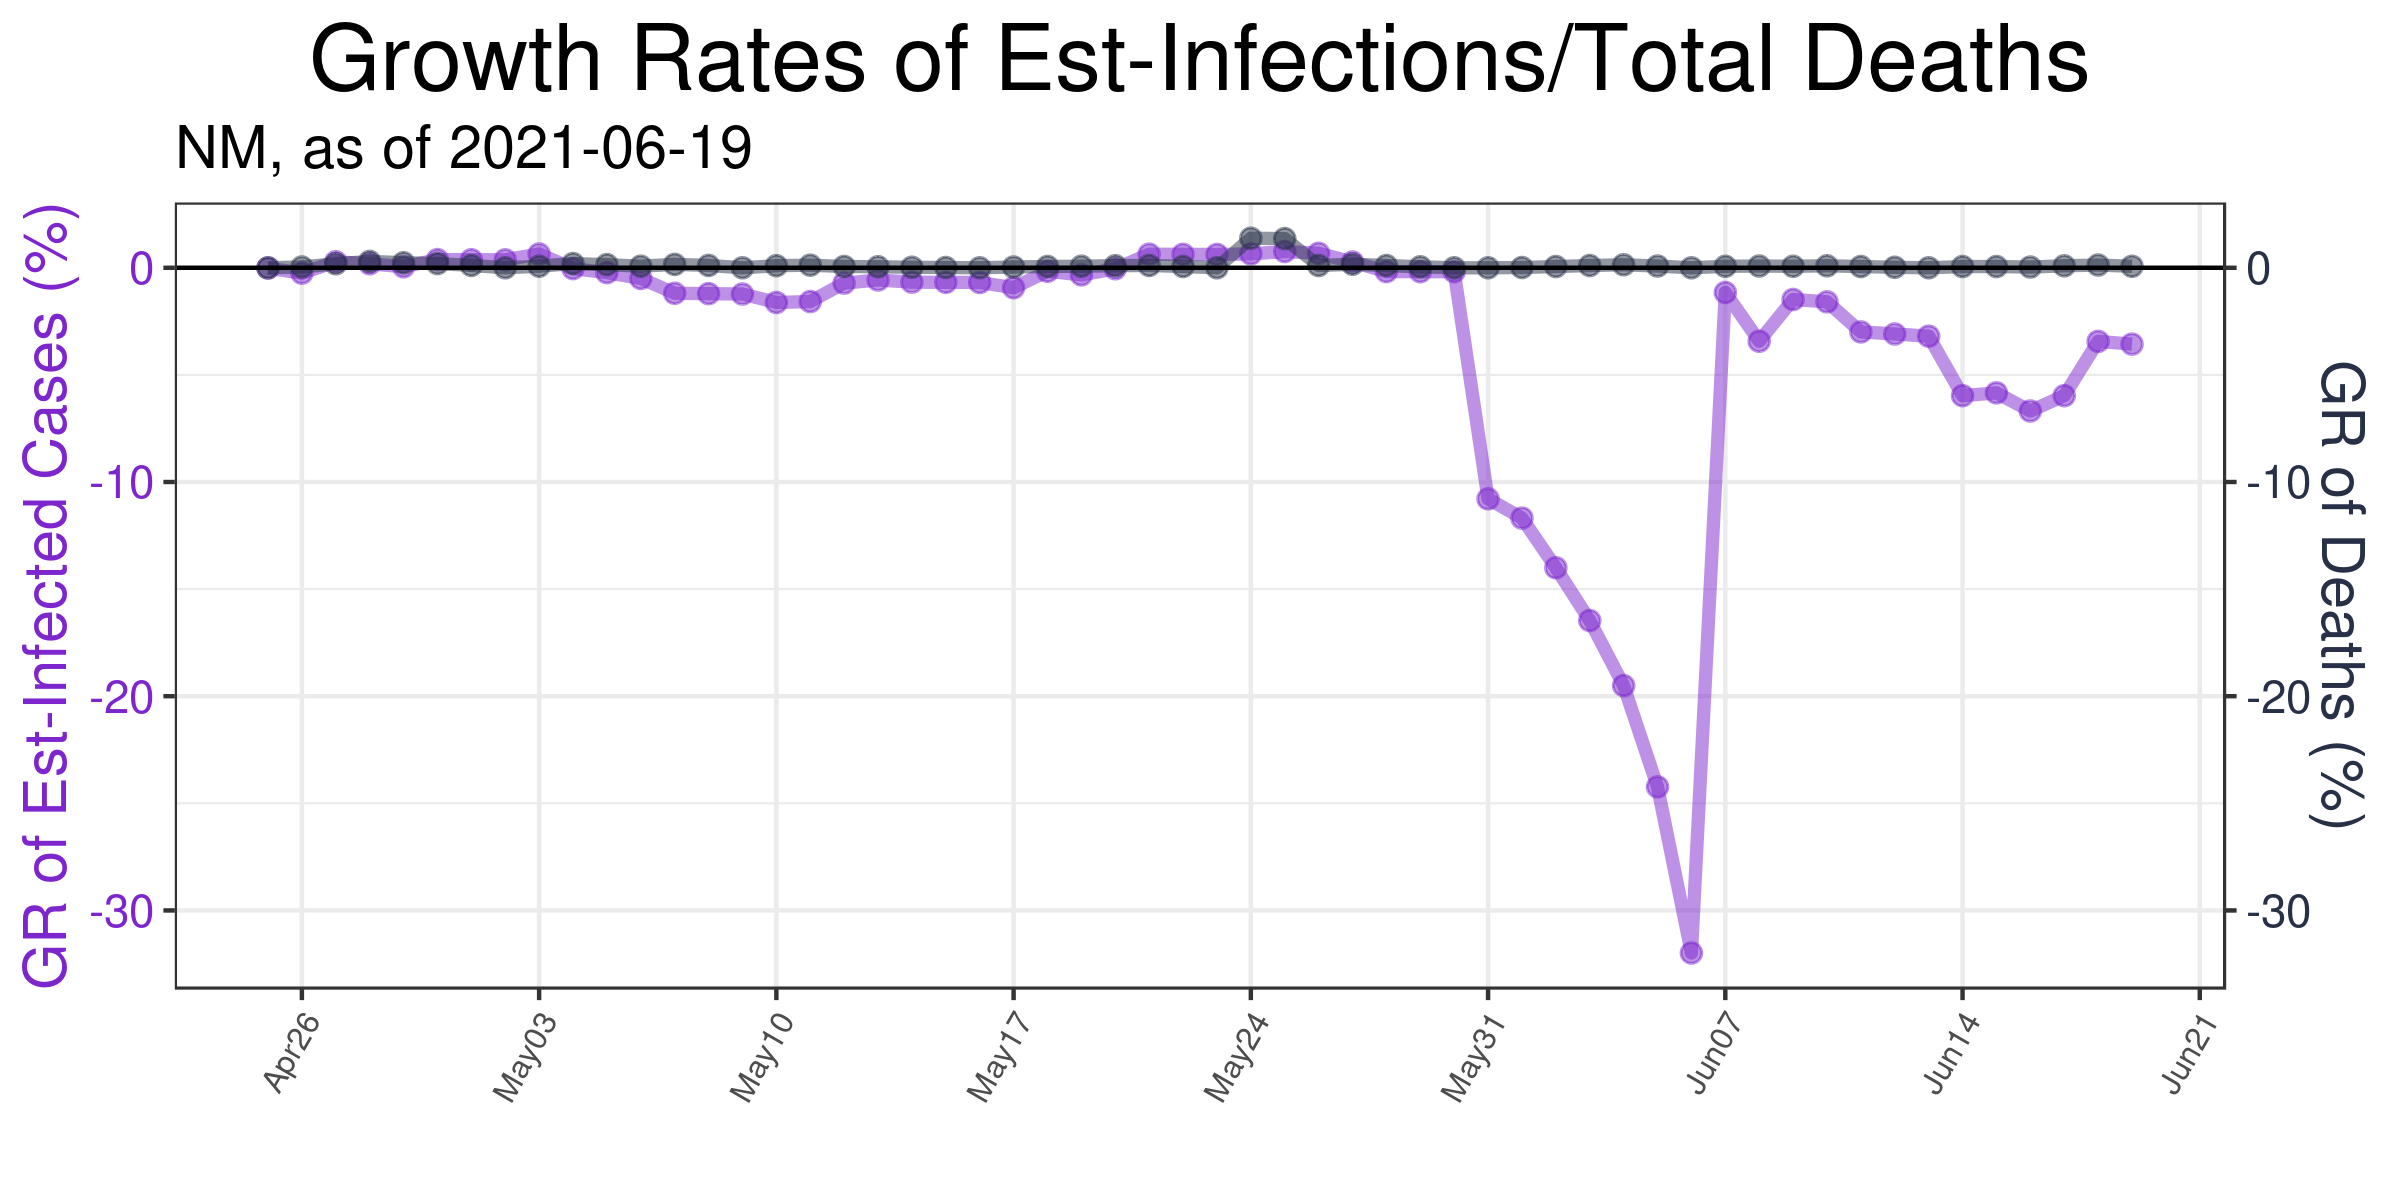 Growth Rates of Est-Infections/Total Deaths
NM, as of 2021-06-19
GR of Est-Infected Cases (%)
0
-10
-20
-30
0
-10
-20
-30
GR of Deaths (%)
Apr26
May03
May10
May17
May24
May31
Jun07
Jun14
Jun21